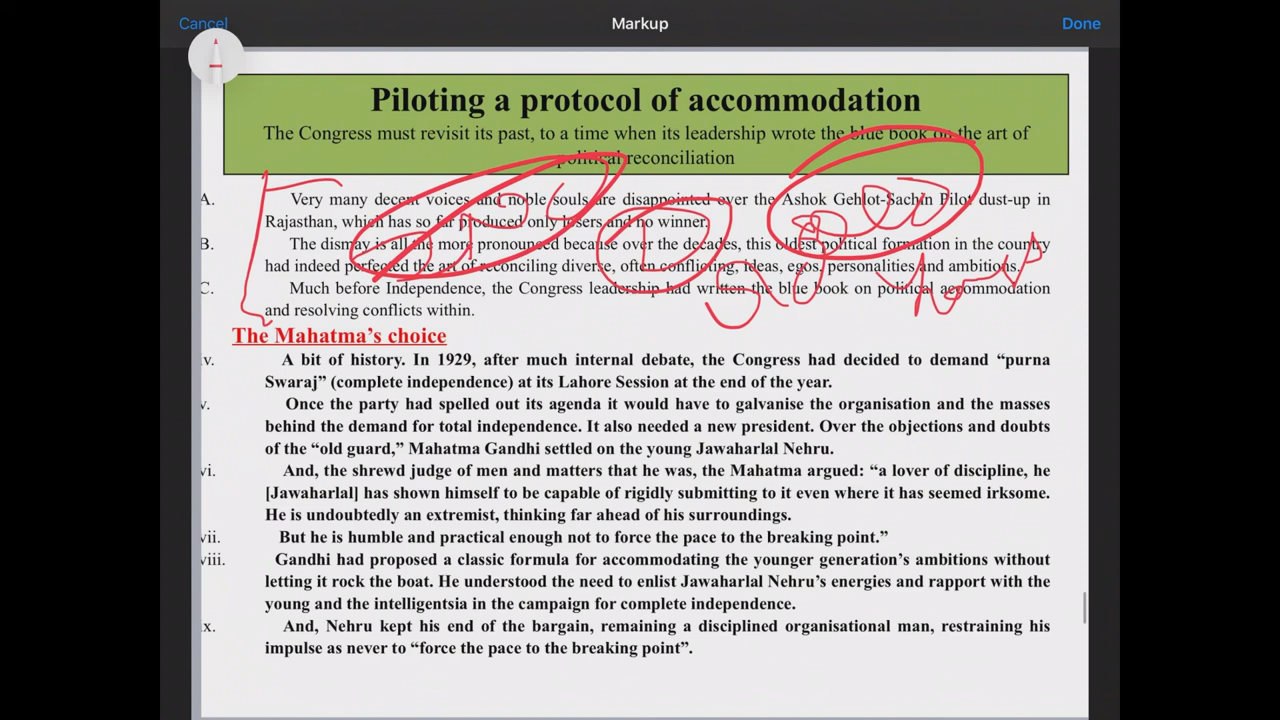 Cancel
Markup
Done
Piloting a protocol of accommodation
The Congress must revisit its past, to a time when its leadership wrote the blue book on the art of
political reconciliation
A. Very many decent voices and noble souls are disappointed over the Ashok Gehlot-Sachin Pilot dust-up in
Rajasthan, which has so far produced only losers and no winner.
B. The dismay is all the more pronounced because over the decades, this oldest political formation in the country
had indeed perfected the art of reconciling diverse, often conflicting, ideas, egos, personalities and ambitions.
C. Much before Independence, the Congress leadership had written the blue book on political accommodation
and resolving conflicts within.
The Mahatma’s choice
iv. A bit of history. In 1929, after much internal debate, the Congress had decided to demand “purna
Swaraj” (complete independence) at its Lahore Session at the end of the year.
v. Once the party had spelled out its agenda it would have to galvanise the organisation and the masses
behind the demand for total independence. It also needed a new president. Over the objections and doubts
of the “old guard,” Mahatma Gandhi settled on the young Jawaharlal Nehru.
vi. And, the shrewd judge of men and matters that he was, the Mahatma argued: “a lover of discipline, he
[Jawaharlal] has shown himself to be capable of rigidly submitting to it even where it has seemed irksome.
He is undoubtedly an extremist, thinking far ahead of his surroundings.
vii. But he is humble and practical enough not to force the pace to the breaking point.”
viii. Gandhi had proposed a classic formula for accommodating the younger generation’s ambitions without
letting it rock the boat. He understood the need to enlist Jawaharlal Nehru’s energies and rapport with the
young and the intelligentsia in the campaign for complete independence.
ix. And, Nehru kept his end of the bargain, remaining a disciplined organisational man, restraining his
impulse as never to “force the pace to the breaking point”.